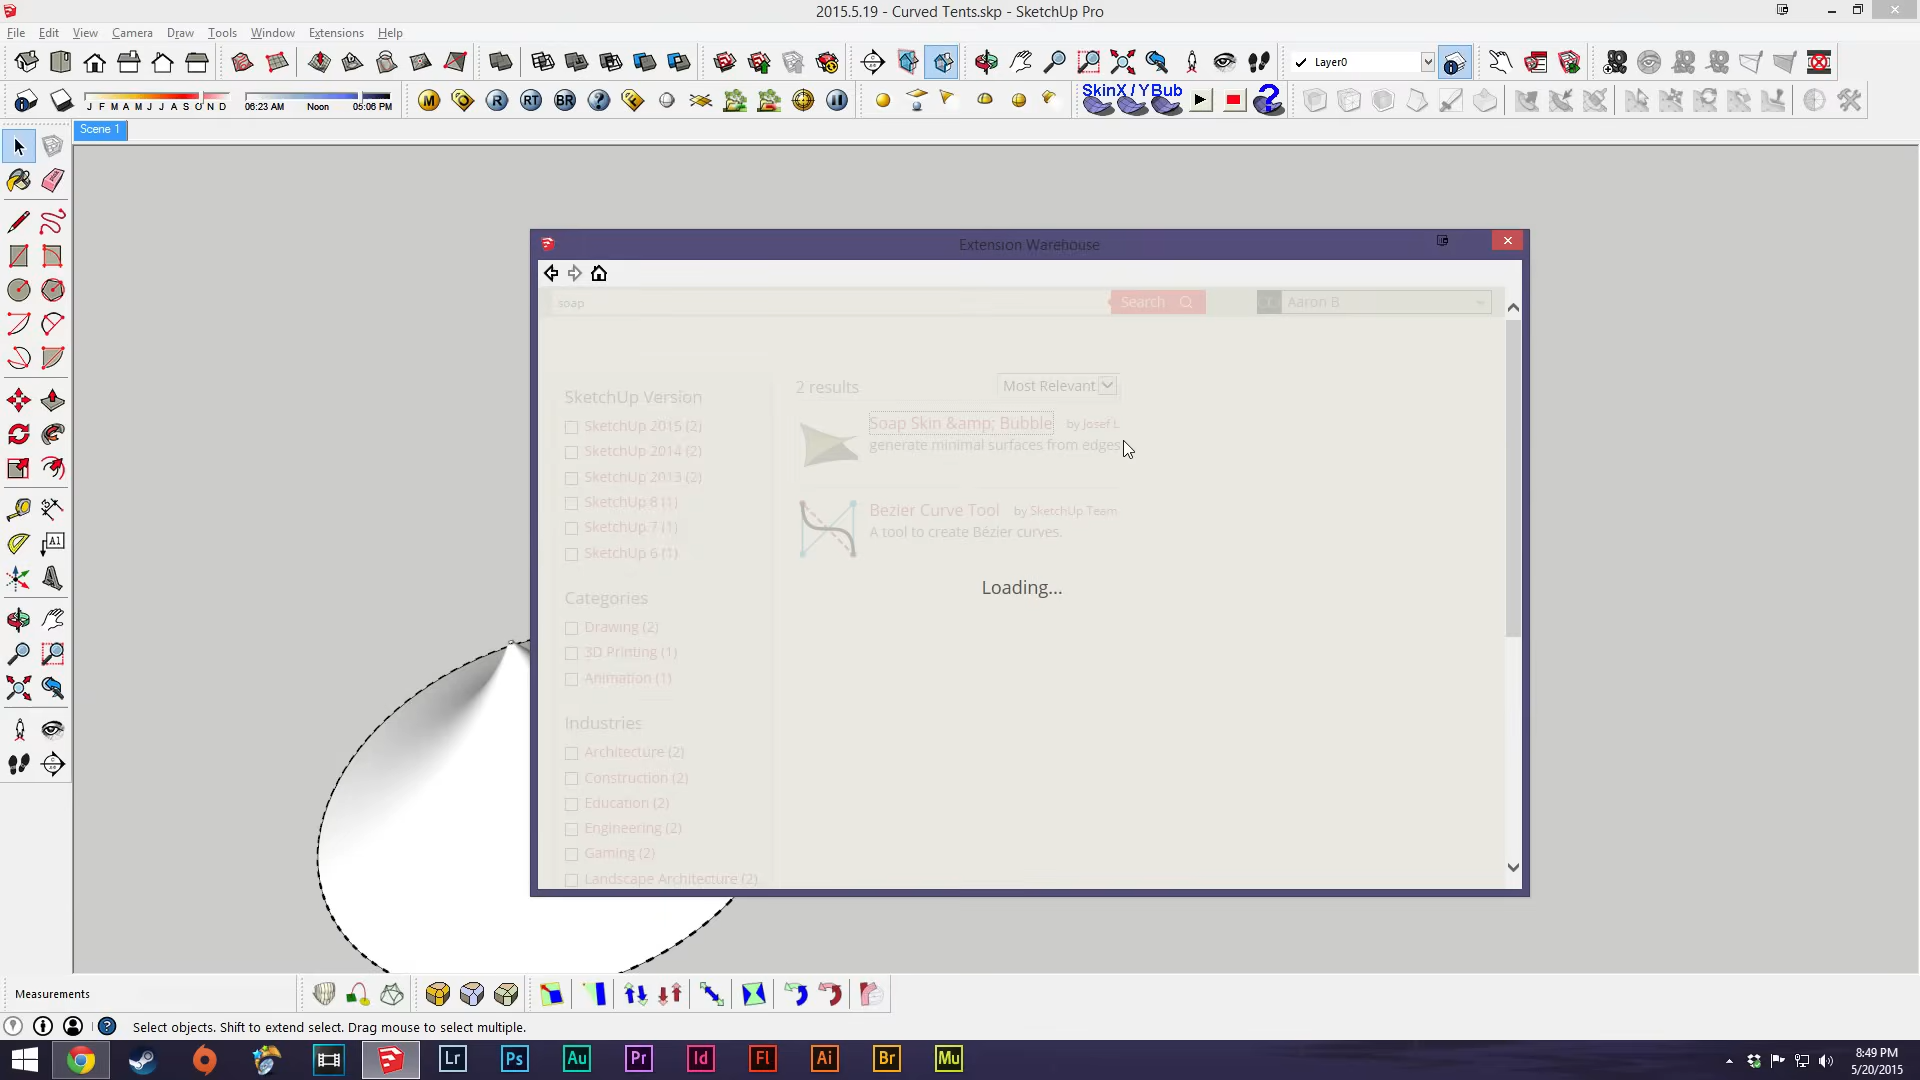 2015.5.19 - Curved Tents.skp - SketchUp Pro
File Edit View Camera Draw Tools Window Extensions Help
Layer0
J F M A M J J A S O N D
06:23 AM Noon 05:06 PM
M R RT BR
SkinX / YBub
Scene 1
Extension Warehouse
soap
Search
Aaron B
SketchUp Version
SketchUp 2015 (2)
SketchUp 2014 (2)
SketchUp 2013 (2)
SketchUp 8 (1)
SketchUp 7 (1)
SketchUp 6 (1)
Categories
Drawing (2)
3D Printing (1)
Animation (1)
Industries
Architecture (2)
Construction (2)
Education (2)
Engineering (2)
Gaming (2)
Landscape Architecture (2)
2 results
Most Relevant
Soap Skin &amp; Bubble by Josef L
generate minimal surfaces from edges
Bezier Curve Tool by SketchUp Team
A tool to create Bézier curves.
Loading...
A1
Measurements
Select objects. Shift to extend select. Drag mouse to select multiple.
Lr Ps Au Pr Id Fl Ai Br Mu
8:49 PM
5/20/2015